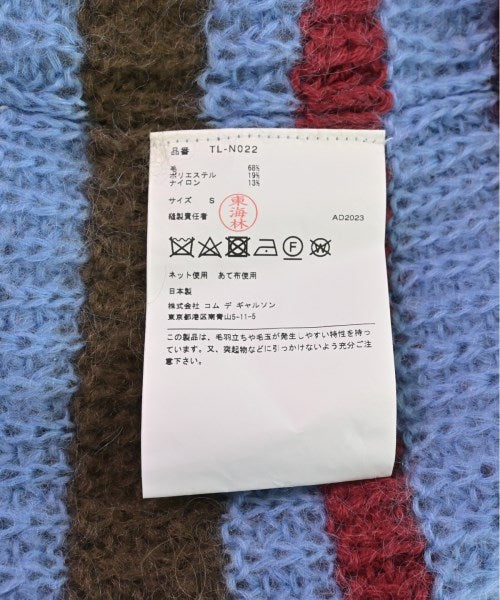 品番 TL-N022
毛 68%
ポリエステル 19%
ナイロン 13%
サイズ S
縫製責任者 東海林 AD2023
F W
ネット使用 あて布使用
日本製
株式会社 コム デ ギャルソン
東京都港区南青山5-11-5
この製品は、毛羽立ちや毛玉が発生しやすい特性を持っ
ています。又、突起物などに引っかけないよう充分ご注
意下さい。